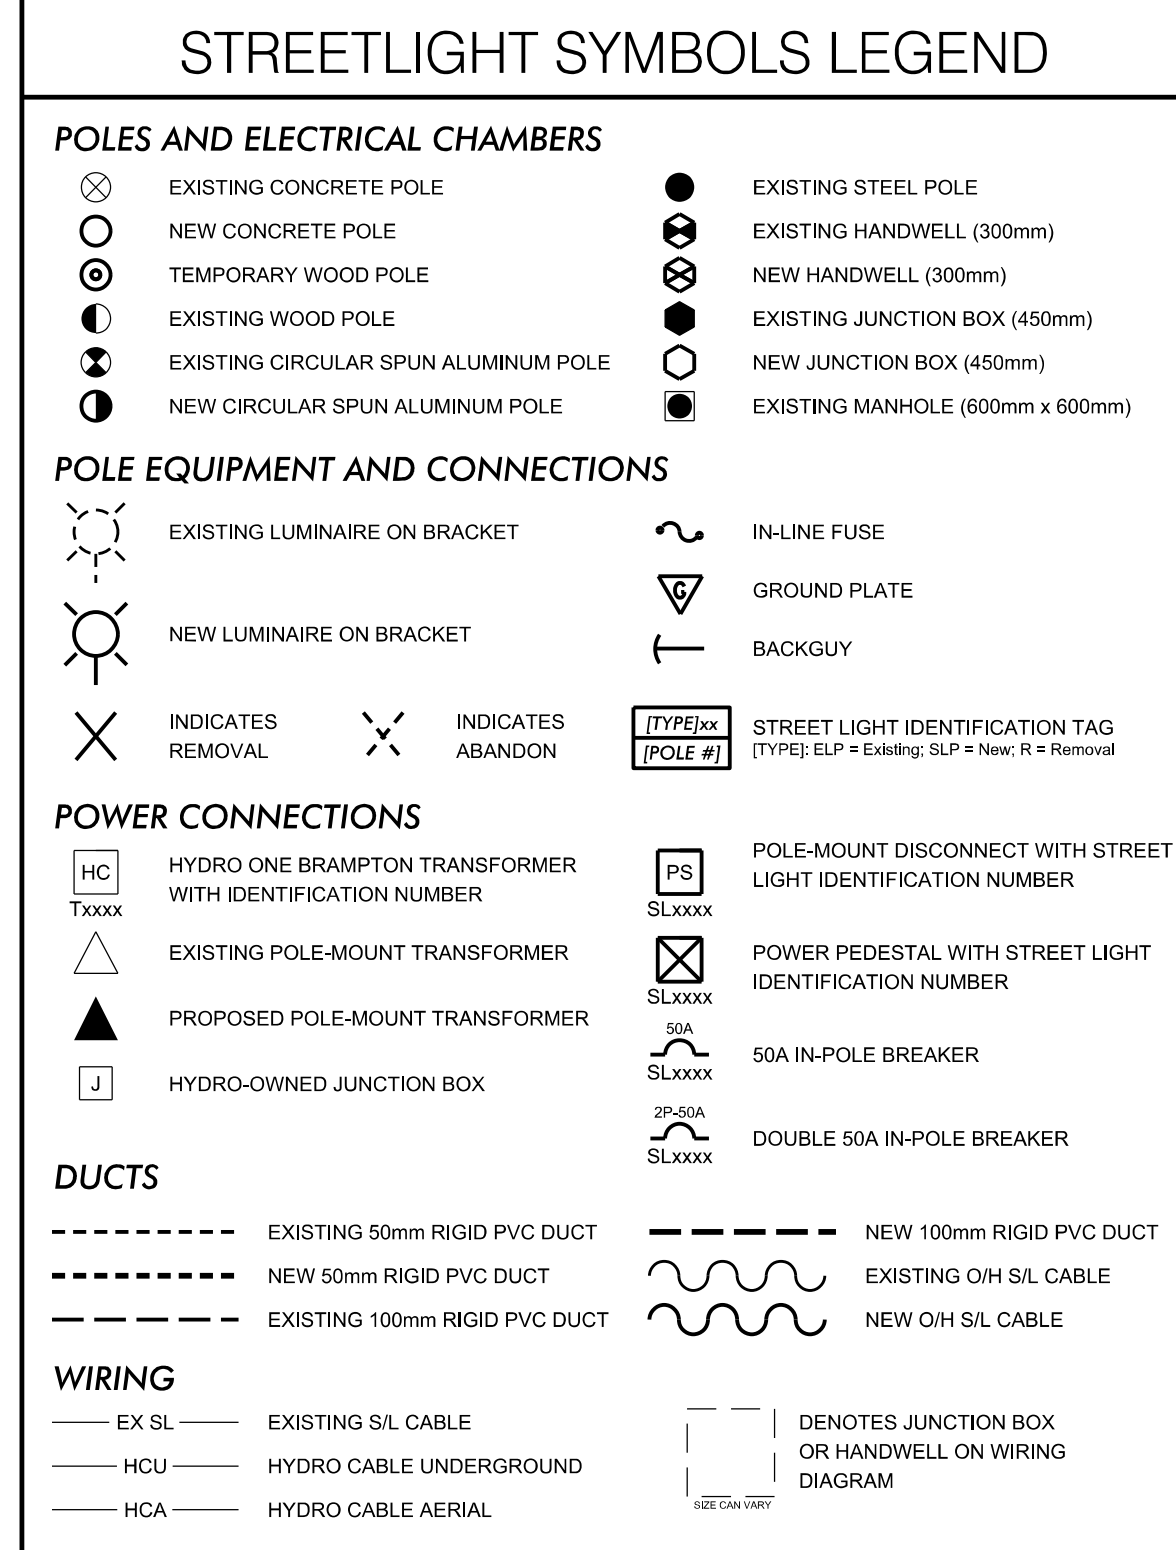 STREETLIGHT SYMBOLS LEGEND
POLES AND ELECTRICAL CHAMBERS
EXISTING CONCRETE POLE
NEW CONCRETE POLE
TEMPORARY WOOD POLE
EXISTING WOOD POLE
EXISTING CIRCULAR SPUN ALUMINUM POLE
NEW CIRCULAR SPUN ALUMINUM POLE
EXISTING STEEL POLE
EXISTING HANDWELL (300mm)
NEW HANDWELL (300mm)
EXISTING JUNCTION BOX (450mm)
NEW JUNCTION BOX (450mm)
EXISTING MANHOLE (600mm x 600mm)
POLE EQUIPMENT AND CONNECTIONS
EXISTING LUMINAIRE ON BRACKET
NEW LUMINAIRE ON BRACKET
INDICATES
REMOVAL
INDICATES
ABANDON
IN-LINE FUSE
G
GROUND PLATE
BACKGUY
[TYPE]xx
[POLE #]
STREET LIGHT IDENTIFICATION TAG
[TYPE]: ELP = Existing; SLP = New; R = Removal
POWER CONNECTIONS
HC
Txxxx
HYDRO ONE BRAMPTON TRANSFORMER
WITH IDENTIFICATION NUMBER
EXISTING POLE-MOUNT TRANSFORMER
PROPOSED POLE-MOUNT TRANSFORMER
J
HYDRO-OWNED JUNCTION BOX
PS
SLxxxx
POLE-MOUNT DISCONNECT WITH STREET
LIGHT IDENTIFICATION NUMBER
SLxxxx
POWER PEDESTAL WITH STREET LIGHT
IDENTIFICATION NUMBER
50A
SLxxxx
50A IN-POLE BREAKER
2P-50A
SLxxxx
DOUBLE 50A IN-POLE BREAKER
DUCTS
EXISTING 50mm RIGID PVC DUCT
NEW 50mm RIGID PVC DUCT
EXISTING 100mm RIGID PVC DUCT
NEW 100mm RIGID PVC DUCT
EXISTING O/H S/L CABLE
NEW O/H S/L CABLE
WIRING
EX SL
EXISTING S/L CABLE
HCU
HYDRO CABLE UNDERGROUND
HCA
HYDRO CABLE AERIAL
SIZE CAN VARY
DENOTES JUNCTION BOX
OR HANDWELL ON WIRING
DIAGRAM